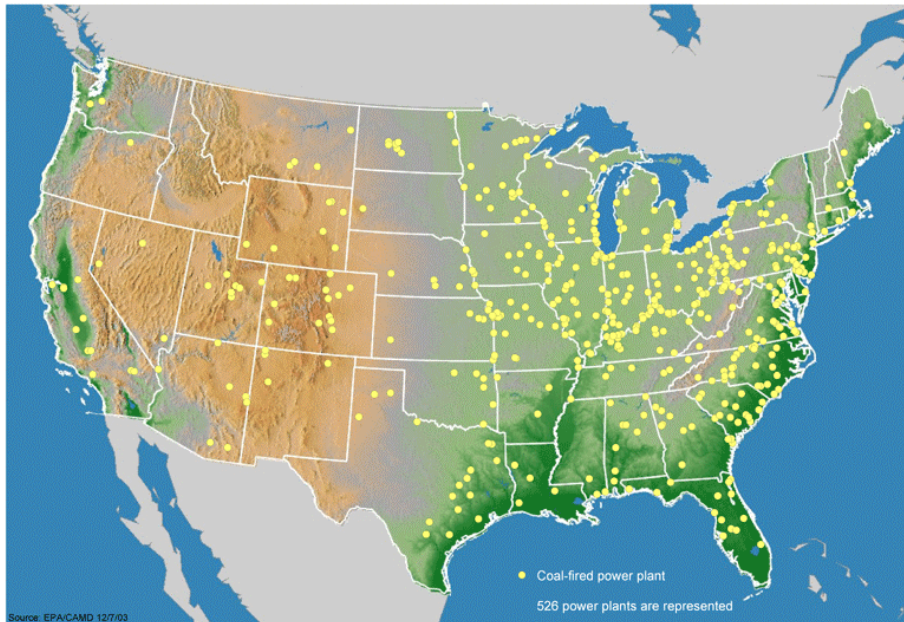 Coal-fired power plant
526 power plants are represented
Source: EPA/CAMD 12/7/03